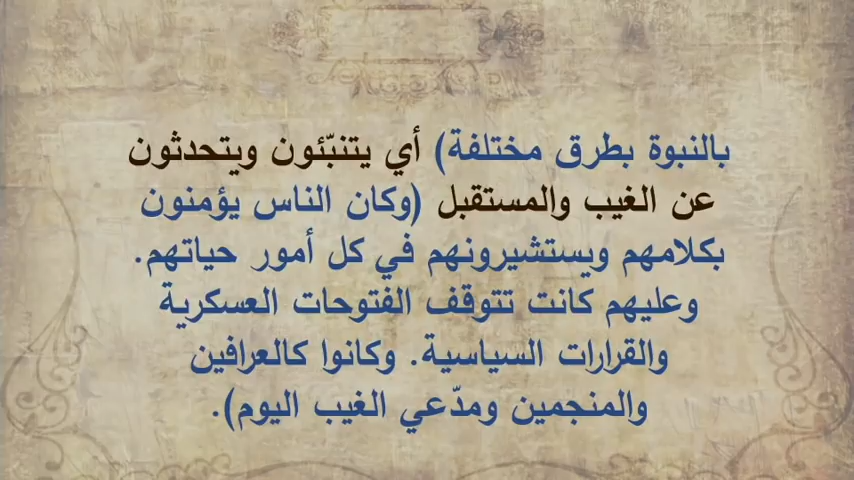 بالنبوة بطرق مختلفة) أي يتنبّئون ويتحدثون
عن الغيب والمستقبل (وكان الناس يؤمنون
بكلامهم ويستشيرونهم في كل أمور حياتهم.
وعليهم كانت تتوقف الفتوحات العسكرية
والقرارات السياسية. وكانوا كالعرافين
والمنجمين ومدّعي الغيب اليوم).